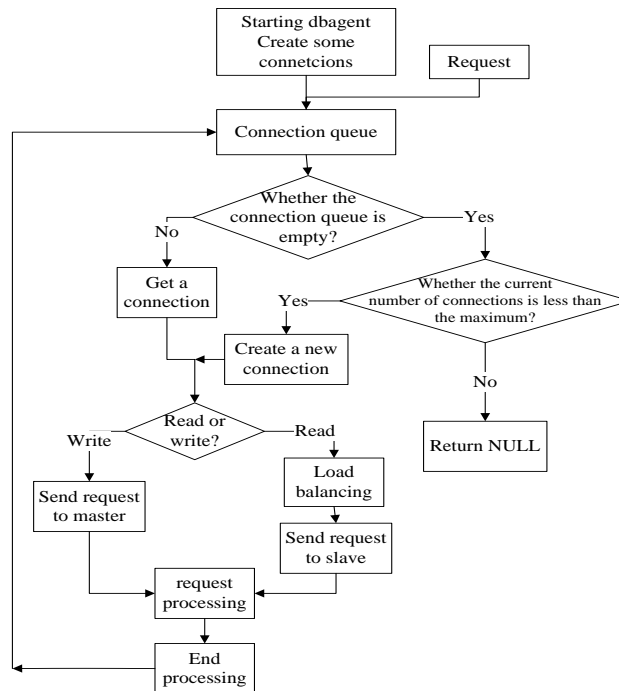 Starting dbagent
Create some
connetcions
Request
Connection queue
Whether the
connection queue is
empty?
No
Yes
Get a
connection
Whether the current
number of connections is less than
the maximum?
Yes
Create a new
connection
No
Return NULL
Read or
write?
Write
Read
Load
balancing
Send request
to master
Send request
to slave
request
processing
End
processing